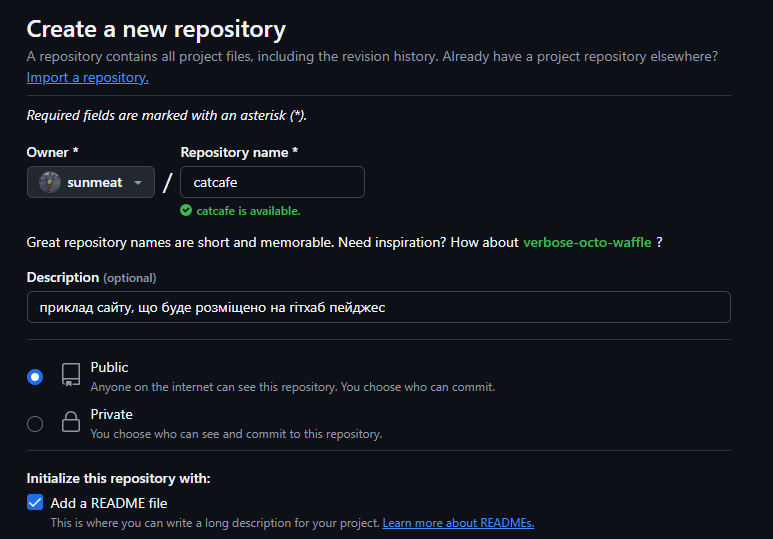 Create a new repository
A repository contains all project files, including the revision history. Already have a project repository elsewhere?
Import a repository.
Required fields are marked with an asterisk (*).
Owner * Repository name *
sunmeat / catcafe
catcafe is available.
Great repository names are short and memorable. Need inspiration? How about verbose-octo-waffle ?
Description (optional)
приклад сайту, що буде розміщено на гітхаб пейджес
Public
Anyone on the internet can see this repository. You choose who can commit.
Private
You choose who can see and commit to this repository.
Initialize this repository with:
Add a README file
This is where you can write a long description for your project. Learn more about READMEs.